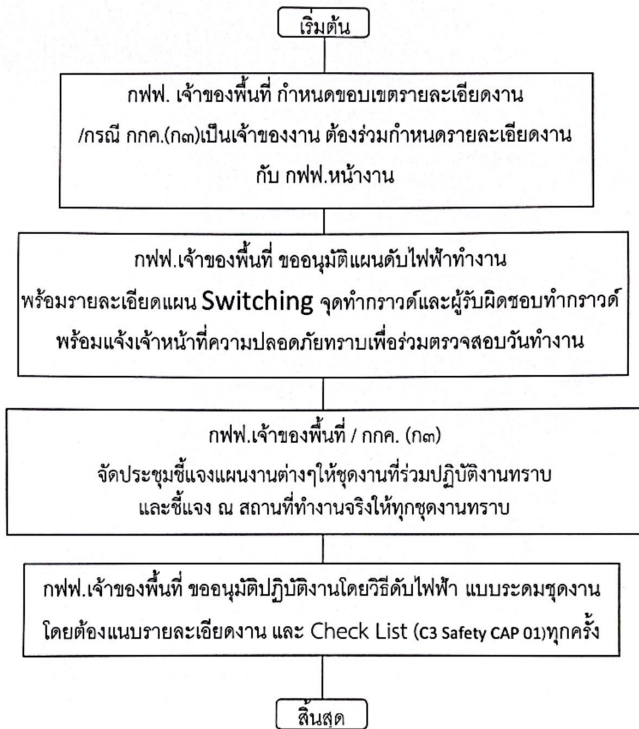 เริ่มต้น
กฟฟ. เจ้าของพื้นที่ กำหนดขอบเขตรายละเอียดงาน
/กรณี กกค.(ก๓)เป็นเจ้าของงาน ต้องร่วมกำหนดรายละเอียดงาน
กับ กฟฟ.หน้างาน
กฟฟ.เจ้าของพื้นที่ ขออนุมัติแผนดับไฟฟ้าทำงาน
พร้อมรายละเอียดแผน Switching จุดทำกราวด์และผู้รับผิดชอบทำกราวด์
พร้อมแจ้งเจ้าหน้าที่ความปลอดภัยทราบเพื่อร่วมตรวจสอบวันทำงาน
กฟฟ.เจ้าของพื้นที่ / กกค. (ก๓)
จัดประชุมชี้แจงแผนงานต่างๆให้ชุดงานที่ร่วมปฏิบัติงานทราบ
และชี้แจง ณ สถานที่ทำงานจริงให้ทุกชุดงานทราบ
กฟฟ.เจ้าของพื้นที่ ขออนุมัติปฏิบัติงานโดยวิธีดับไฟฟ้า แบบระดมชุดงาน
โดยต้องแนบรายละเอียดงาน และ Check List (C3 Safety CAP 01)ทุกครั้ง
สิ้นสุด